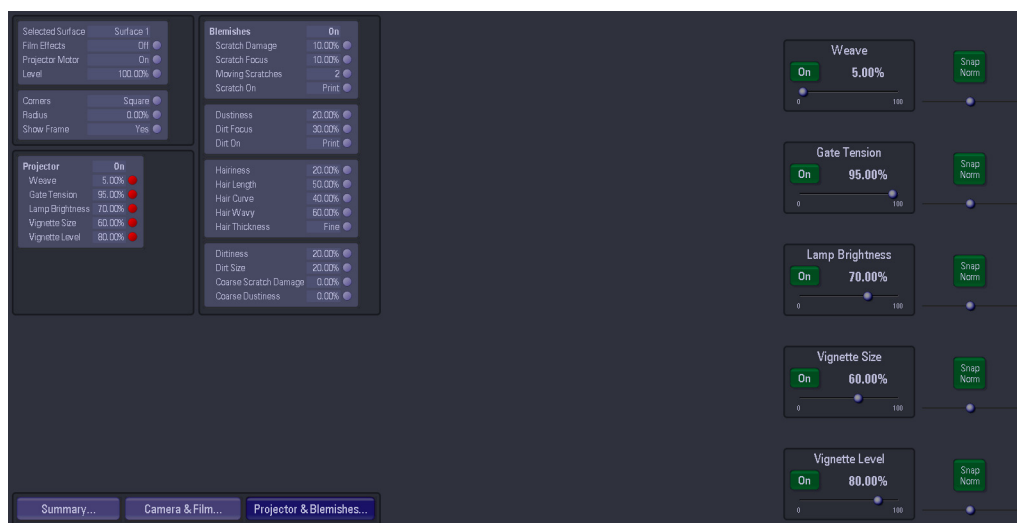 Selected Surface Surface 1
Film Effects Off
Projector Motor On
Level 100.00%
Corners Square
Radius 0.00%
Show Frame Yes
Projector On
Weave 5.00%
Gate Tension 95.00%
Lamp Brightness 70.00%
Vignette Size 60.00%
Vignette Level 80.00%
Blemishes On
Scratch Damage 10.00%
Scratch Focus 10.00%
Moving Scratches 2
Scratch On Print
Dustiness 20.00%
Dirt Focus 30.00%
Dirt On Print
Hairiness 20.00%
Hair Length 50.00%
Hair Curve 40.00%
Hair Wavy 60.00%
Hair Thickness Fine
Dirtiness 20.00%
Dirt Size 20.00%
Coarse Scratch Damage 0.00%
Coarse Dustiness 0.00%
Weave
On 5.00%
0 100
Snap
Norm
Gate Tension
On 95.00%
0 100
Snap
Norm
Lamp Brightness
On 70.00%
0 100
Snap
Norm
Vignette Size
On 60.00%
0 100
Snap
Norm
Vignette Level
On 80.00%
0 100
Snap
Norm
Summary... Camera & Film... Projector & Blemishes...